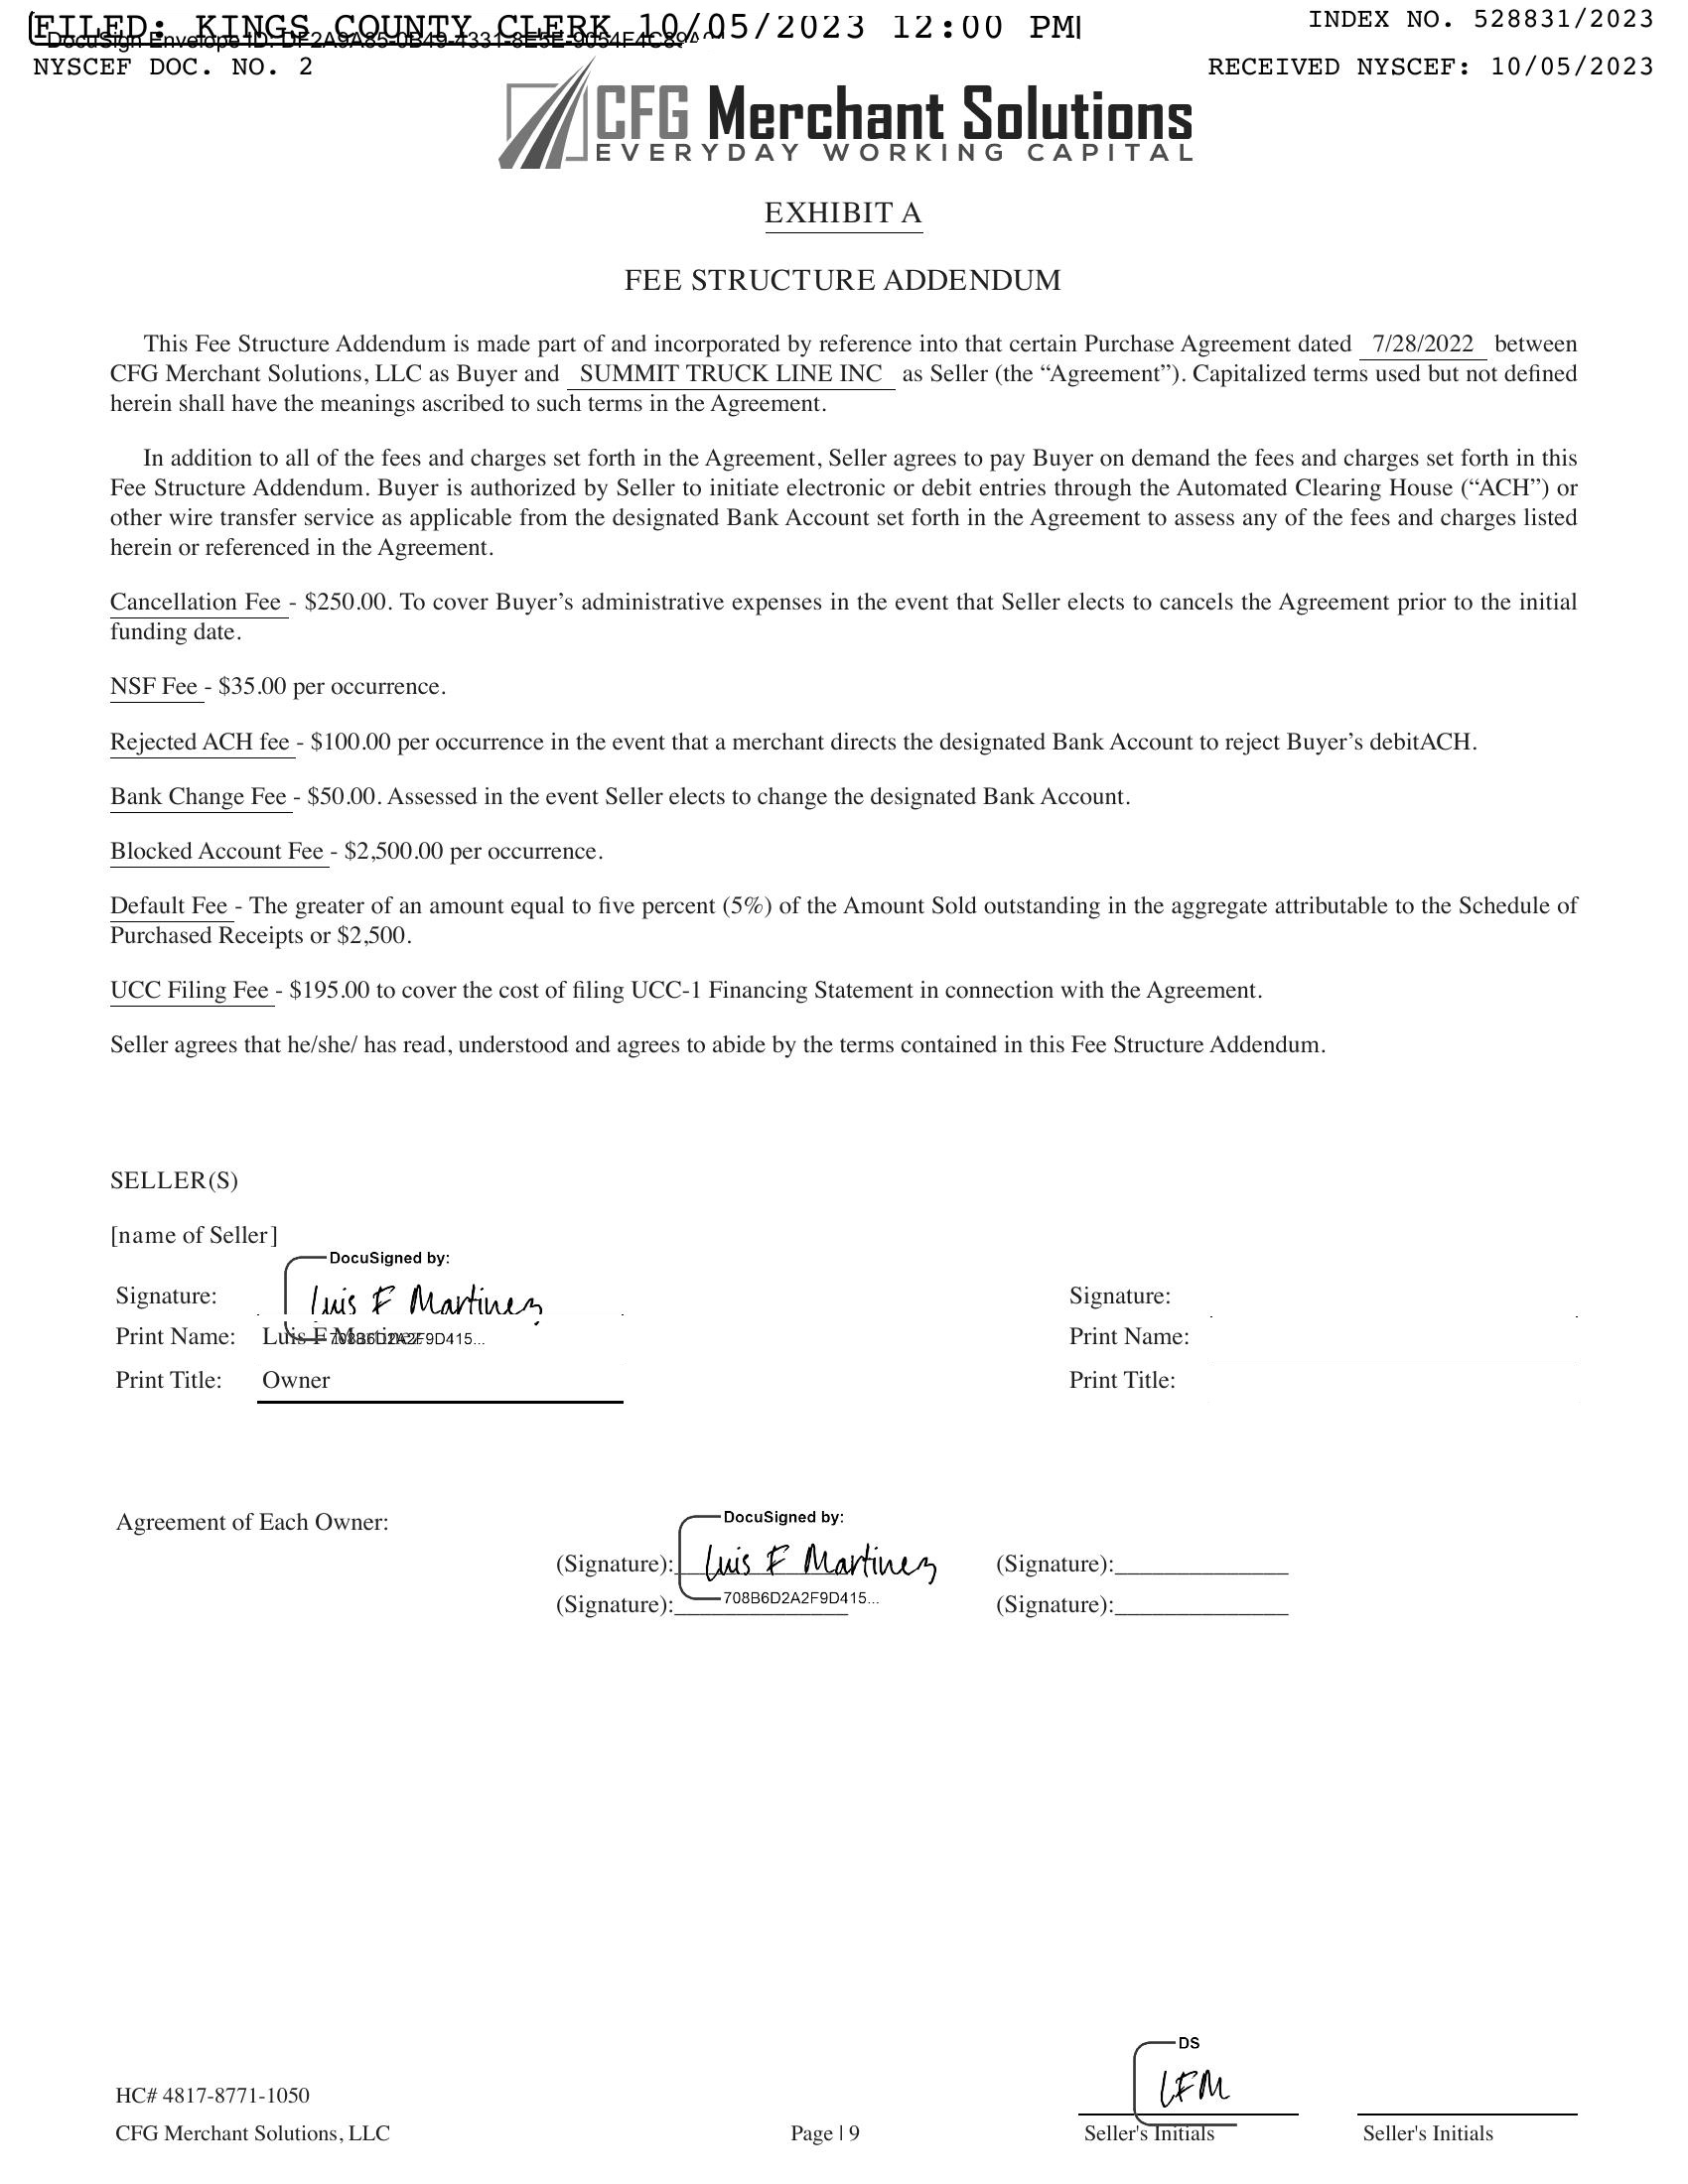 FILED: KINGS COUNTY CLERK 10/05/2023 12:00 PM
INDEX NO. 528831/2023
DocuSign Envelope ID:
NYSCEF DOC. NO. 2
RECEIVED NYSCEF: 10/05/2023
CFG Merchant Solutions
EVERYDAY WORKING CAPITAL
EXHIBIT A
FEE STRUCTURE ADDENDUM
This Fee Structure Addendum is made part of and incorporated by reference into that certain Purchase Agreement dated 7/28/2022 between
CFG Merchant Solutions, LLC as Buyer and SUMMIT TRUCK LINE INC as Seller (the “Agreement”). Capitalized terms used but not defined
herein shall have the meanings ascribed to such terms in the Agreement.
In addition to all of the fees and charges set forth in the Agreement, Seller agrees to pay Buyer on demand the fees and charges set forth in this
Fee Structure Addendum. Buyer is authorized by Seller to initiate electronic or debit entries through the Automated Clearing House (“ACH”) or
other wire transfer service as applicable from the designated Bank Account set forth in the Agreement to assess any of the fees and charges listed
herein or referenced in the Agreement.
Cancellation Fee - $250.00. To cover Buyer’s administrative expenses in the event that Seller elects to cancels the Agreement prior to the initial
funding date.
NSF Fee - $35.00 per occurrence.
Rejected ACH fee - $100.00 per occurrence in the event that a merchant directs the designated Bank Account to reject Buyer’s debitACH.
Bank Change Fee - $50.00. Assessed in the event Seller elects to change the designated Bank Account.
Blocked Account Fee - $2,500.00 per occurrence.
Default Fee - The greater of an amount equal to five percent (5%) of the Amount Sold outstanding in the aggregate attributable to the Schedule of
Purchased Receipts or $2,500.
UCC Filing Fee - $195.00 to cover the cost of filing UCC-1 Financing Statement in connection with the Agreement.
Seller agrees that he/she/ has read, understood and agrees to abide by the terms contained in this Fee Structure Addendum.
SELLER(S)
[name of Seller]
DocuSigned by:
Signature: Luis F Martinez
Signature:
Print Name: Luis F Martinez 708B6D2A2F9D415...
Print Name:
Print Title: Owner
Print Title:
Agreement of Each Owner:
DocuSigned by:
(Signature): Luis F Martinez (Signature):
708B6D2A2F9D415...
(Signature): (Signature):
DS
LFM
HC# 4817-8771-1050
CFG Merchant Solutions, LLC
Page | 9
Seller's Initials
Seller's Initials